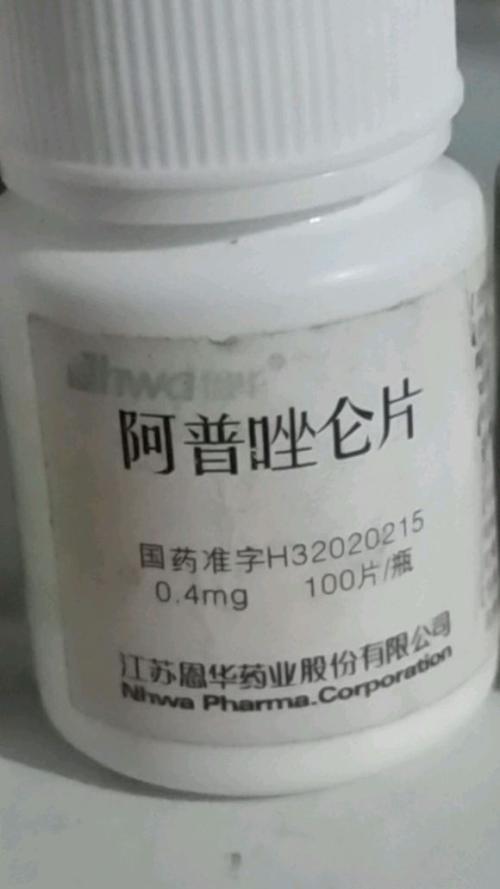 阿普唑仑片
国药准字H32020215
0.4mg 100片/瓶
江苏恩华药业股份有限公司
Nhwa Pharma.Corporation